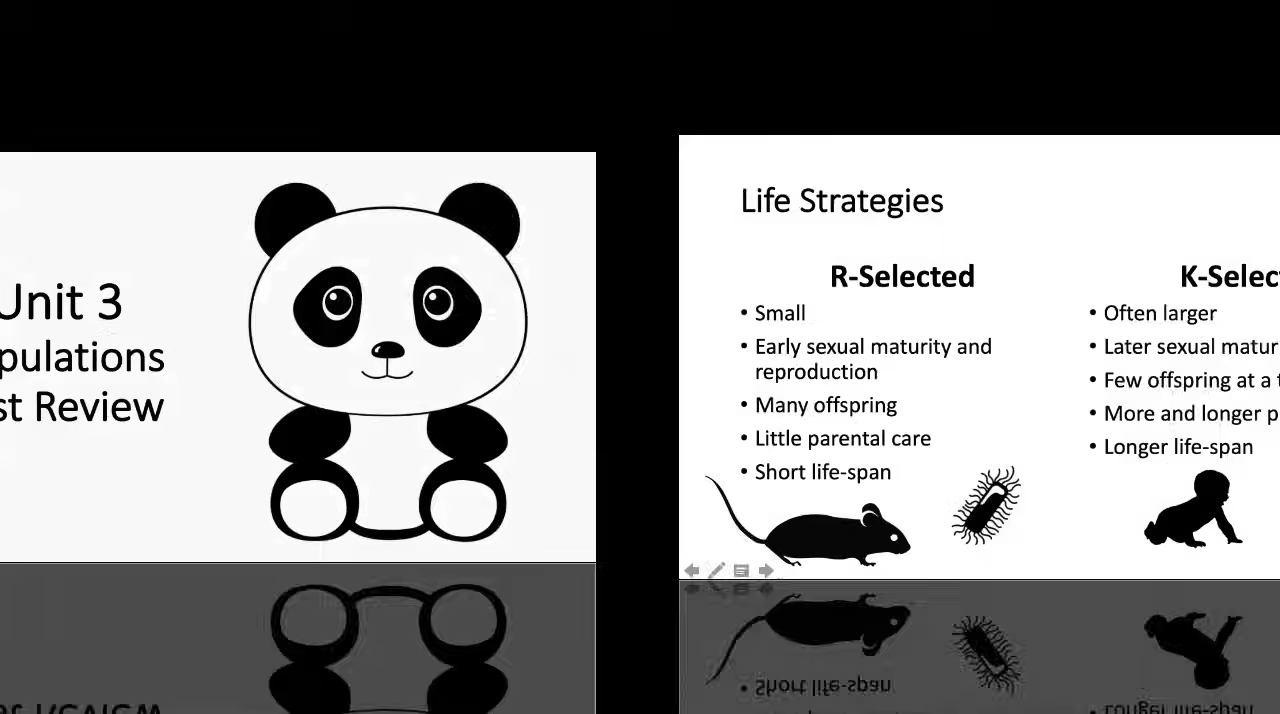 Unit 3
pulations
st Review
Life Strategies
R-Selected
• Small
• Early sexual maturity and
reproduction
• Many offspring
• Little parental care
• Short life-span
K-Select
• Often larger
• Later sexual matur
• Few offspring at a t
• More and longer p
• Longer life-span